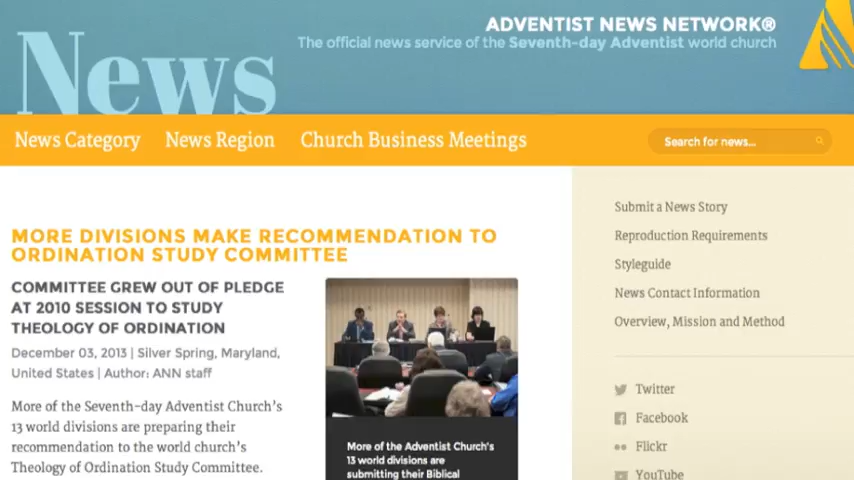 ADVENTIST NEWS NETWORK®
The official news service of the Seventh-day Adventist world church
News
News Category
News Region
Church Business Meetings
Search for news...
MORE DIVISIONS MAKE RECOMMENDATION TO
ORDINATION STUDY COMMITTEE
COMMITTEE GREW OUT OF PLEDGE
AT 2010 SESSION TO STUDY
THEOLOGY OF ORDINATION
December 03, 2013 | Silver Spring, Maryland,
United States | Author: ANN staff
More of the Seventh-day Adventist Church's
13 world divisions are preparing their
recommendation to the world church's
Theology of Ordination Study Committee.
More of the Adventist Church's
13 world divisions are
submitting their Biblical
Submit a News Story
Reproduction Requirements
Styleguide
News Contact Information
Overview, Mission and Method
Twitter
Facebook
Flickr
YouTube